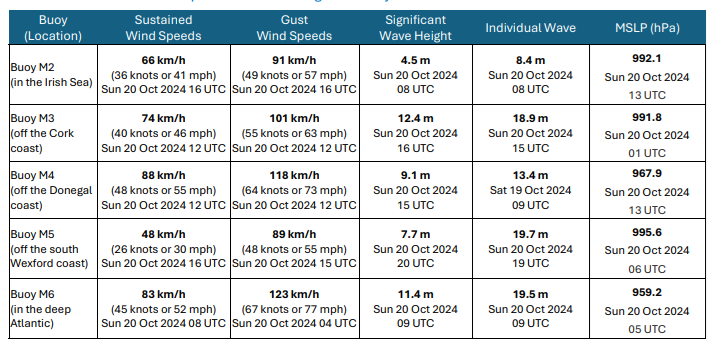 Buoy (Location) Sustained Wind Speeds Gust Wind Speeds Significant Wave Height Individual Wave MSLP (hPa)
Buoy M2 (in the Irish Sea)
66 km/h (36 knots or 41 mph) Sun 20 Oct 2024 16 UTC
91 km/h (49 knots or 57 mph) Sun 20 Oct 2024 16 UTC
4.5 m Sun 20 Oct 2024 08 UTC
8.4 m Sun 20 Oct 2024 08 UTC
992.1 Sun 20 Oct 2024 13 UTC
Buoy M3 (off the Cork coast)
74 km/h (40 knots or 46 mph) Sun 20 Oct 2024 12 UTC
101 km/h (55 knots or 63 mph) Sun 20 Oct 2024 12 UTC
12.4 m Sun 20 Oct 2024 16 UTC
18.9 m Sun 20 Oct 2024 15 UTC
991.8 Sun 20 Oct 2024 01 UTC
Buoy M4 (off the Donegal coast)
88 km/h (48 knots or 55 mph) Sun 20 Oct 2024 12 UTC
118 km/h (64 knots or 73 mph) Sun 20 Oct 2024 12 UTC
9.1 m Sun 20 Oct 2024 15 UTC
13.4 m Sat 19 Oct 2024 09 UTC
967.9 Sun 20 Oct 2024 13 UTC
Buoy M5 (off the south Wexford coast)
48 km/h (26 knots or 30 mph) Sun 20 Oct 2024 16 UTC
89 km/h (48 knots or 55 mph) Sun 20 Oct 2024 15 UTC
7.7 m Sun 20 Oct 2024 20 UTC
19.7 m Sun 20 Oct 2024 19 UTC
995.6 Sun 20 Oct 2024 06 UTC
Buoy M6 (in the deep Atlantic)
83 km/h (45 knots or 52 mph) Sun 20 Oct 2024 08 UTC
123 km/h (67 knots or 77 mph) Sun 20 Oct 2024 04 UTC
11.4 m Sun 20 Oct 2024 09 UTC
19.5 m Sun 20 Oct 2024 09 UTC
959.2 Sun 20 Oct 2024 05 UTC